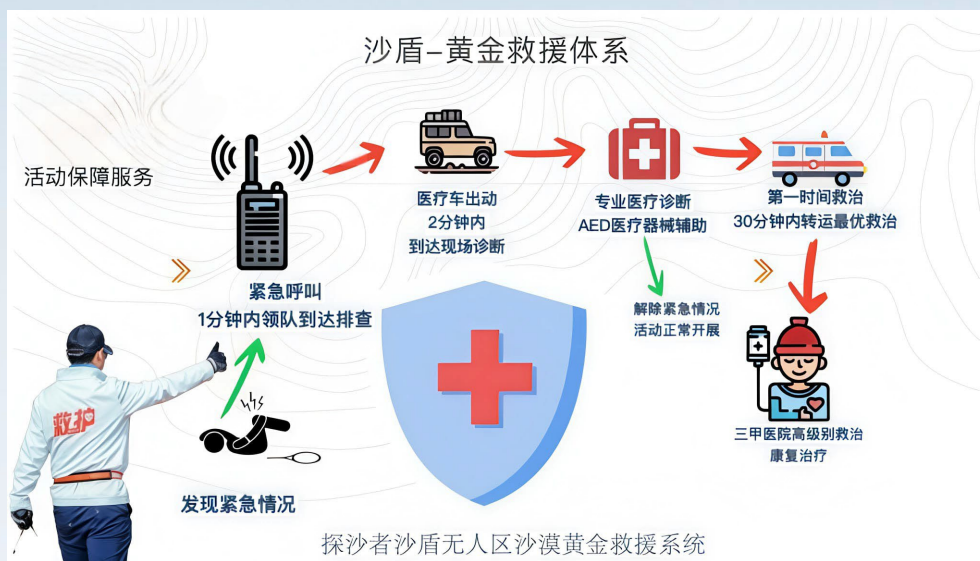 沙盾-黄金救援体系
活动保障服务
紧急呼叫
1分钟内领队到达排查
医疗车出动
2分钟内
到达现场诊断
专业医疗诊断
AED医疗器械辅助
第一时间救治
30分钟内转运最优救治
解除紧急情况
活动正常开展
三甲医院高级别救治
康复治疗
救护
发现紧急情况
探沙者沙盾无人区沙漠黄金救援系统